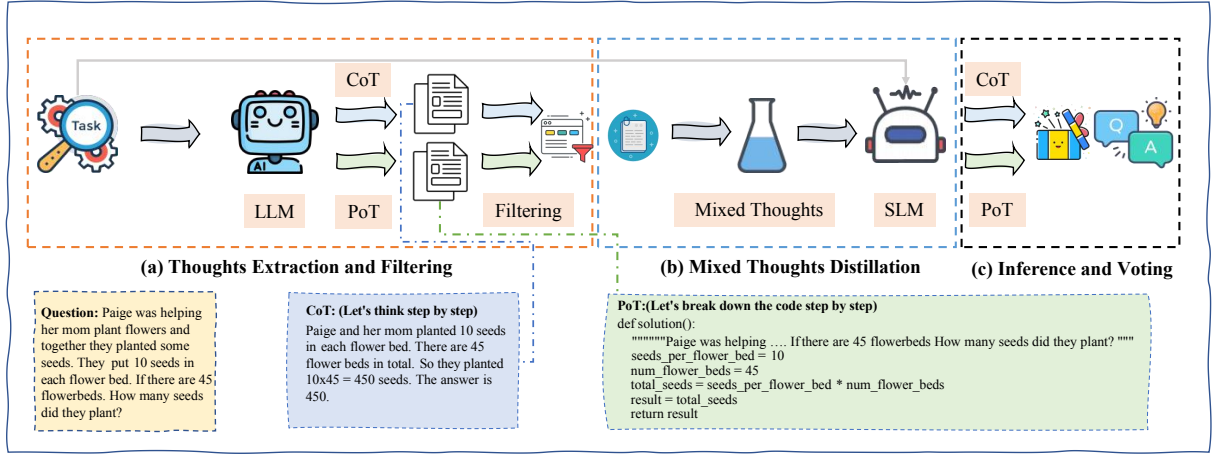 CoT
CoT
Task
Q
A
AI
LLM
PoT
Filtering
Mixed Thoughts
SLM
PoT
(a) Thoughts Extraction and Filtering
(b) Mixed Thoughts Distillation
(c) Inference and Voting
Question: Paige was helping
her mom plant flowers and
together they planted some
seeds. They put 10 seeds in
each flower bed. If there are 45
flowerbeds. How many seeds
did they plant?
CoT: (Let's think step by step)
Paige and her mom planted 10 seeds
in each flower bed. There are 45
flower beds in total. So they planted
10x45 = 450 seeds. The answer is
450.
PoT:(Let's break down the code step by step)
def solution():
""""""Paige was helping .... If there are 45 flowerbeds How many seeds did they plant? """
seeds_per_flower_bed = 10
num_flower_beds = 45
total_seeds = seeds_per_flower_bed * num_flower_beds
result = total_seeds
return result